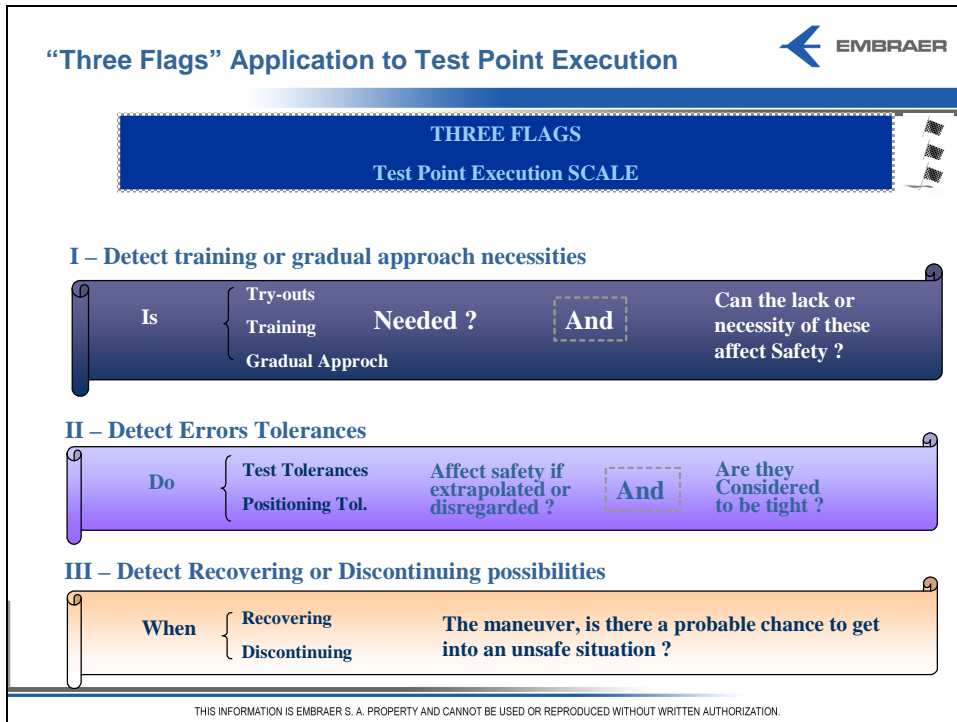 “Three Flags” Application to Test Point Execution
EMBRAER
THREE FLAGS
Test Point Execution SCALE
I – Detect training or gradual approach necessities
Is
Try-outs
Training
Gradual Approch
Needed ?
And
Can the lack or
necessity of these
affect Safety ?
II – Detect Errors Tolerances
Do
Test Tolerances
Positioning Tol.
Affect safety if
extrapolated or
disregarded ?
And
Are they
Considered
to be tight ?
III – Detect Recovering or Discontinuing possibilities
When
Recovering
Discontinuing
The maneuver, is there a probable chance to get
into an unsafe situation ?
THIS INFORMATION IS EMBRAER S. A. PROPERTY AND CANNOT BE USED OR REPRODUCED WITHOUT WRITTEN AUTHORIZATION.